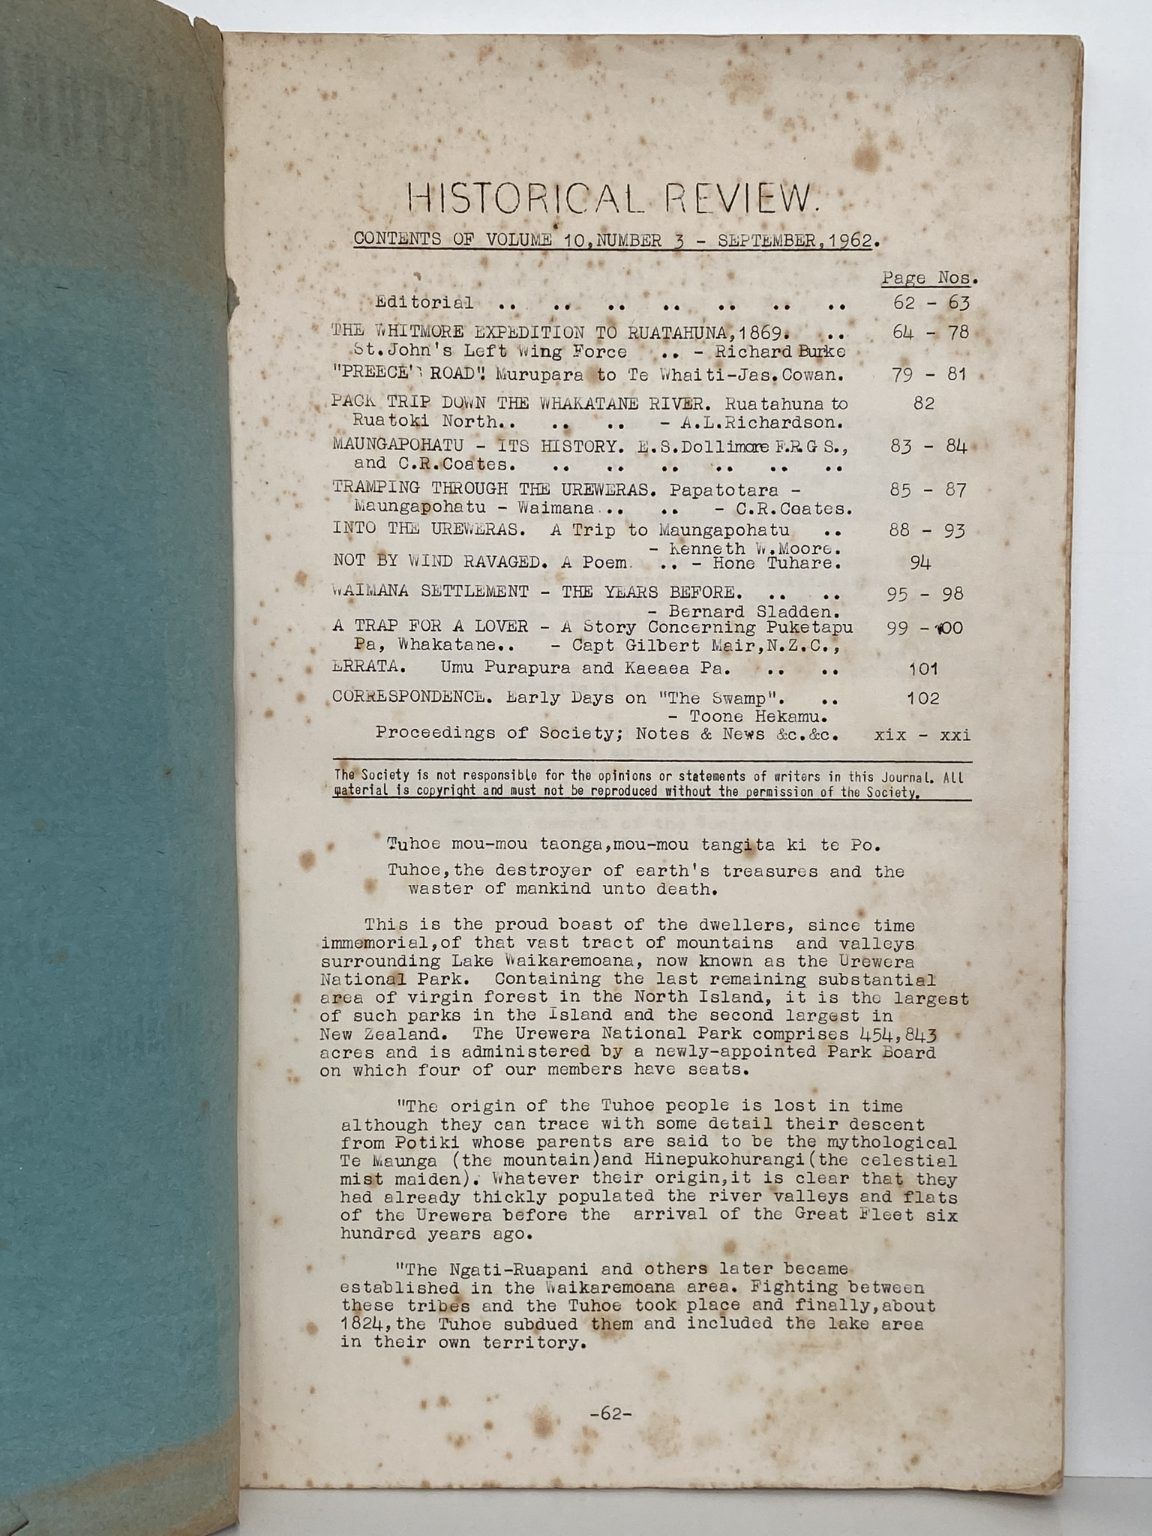 HISTORICAL REVIEW.
CONTENTS OF VOLUME 10,NUMBER 3 - SEPTEMBER,1962.
Page Nos.
Editorial .. .. .. .. .. .. .. 62 - 63
THE WHITMORE EXPEDITION TO RUATAHUNA,1869. .. 64 - 78
St.John's Left Wing Force .. - Richard Burke
"PREECE'S ROAD"! Murupara to Te Whaiti-Jas.Cowan. 79 - 81
PACK TRIP DOWN THE WHAKATANE RIVER. Ruatahuna to 82
Ruatoki North.. .. .. - A.L.Richardson.
MAUNGAPOHATU - ITS HISTORY. E.S.Dollimore F.R.G S., 83 - 84
and C.R.Coates. .. .. .. .. .. ..
TRAMPING THROUGH THE UREWERAS. Papatotara - 85 - 87
Maungapohatu - Waimana... .. .. - C.R.Coates.
INTO THE UREWERAS. A Trip to Maungapohatu .. 88 - 93
- Kenneth W.Moore.
NOT BY WIND RAVAGED. A Poem. .. - Hone Tuhare. 94
WAIMANA SETTLEMENT - THE YEARS BEFORE. .. .. 95 - 98
- Bernard Sladden.
A TRAP FOR A LOVER - A Story Concerning Puketapu 99 - 100
Pa, Whakatane.. - Capt Gilbert Mair,N.Z.C.,
ERRATA. Umu Purapura and Kaeaea Pa. .. .. 101
CORRESPONDENCE. Early Days on "The Swamp". .. 102
- Toone Hekamu.
Proceedings of Society; Notes & News &c.&c. xix - xxi
The Society is not responsible for the opinions or statements of writers in this Journal. All
material is copyright and must not be reproduced without the permission of the Society.
Tuhoe mou-mou taonga,mou-mou tangita ki te Po.
Tuhoe,the destroyer of earth's treasures and the
waster of mankind unto death.
This is the proud boast of the dwellers, since time
immemorial,of that vast tract of mountains and valleys
surrounding Lake Waikaremoana, now known as the Urewera
National Park. Containing the last remaining substantial
area of virgin forest in the North Island, it is the largest
of such parks in the Island and the second largest in
New Zealand. The Urewera National Park comprises 454,843
acres and is administered by a newly-appointed Park Board
on which four of our members have seats.
"The origin of the Tuhoe people is lost in time
although they can trace with some detail their descent
from Potiki whose parents are said to be the mythological
Te Maunga (the mountain)and Hinepukohurangi(the celestial
mist maiden). Whatever their origin,it is clear that they
had already thickly populated the river valleys and flats
of the Urewera before the arrival of the Great Fleet six
hundred years ago.
"The Ngati-Ruapani and others later became
established in the Waikaremoana area. Fighting between
these tribes and the Tuhoe took place and finally,about
1824,the Tuhoe subdued them and included the lake area
in their own territory.
-62-